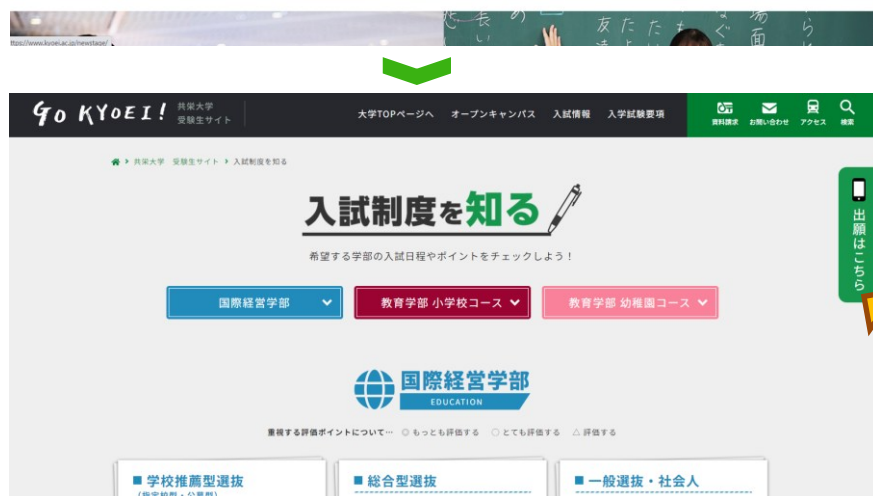 ttps://www.kyoei.ac.jp/newstage/
GO KYOEI!
共栄大学
受験生サイト
大学TOPページへ オープンキャンパス 入試情報 入学試験要項
資料請求 お問い合わせ アクセス 検索
共栄大学 受験生サイト 入試制度を知る
入試制度を知る
希望する学部の入試日程やポイントをチェックしよう!
国際経営学部 教育学部 小学校コース 教育学部 幼稚園コース
出願はこちら
国際経営学部
EDUCATION
重視する評価ポイントについて… ◎もっとも評価する ○とても評価する △評価する
■学校推薦型選抜 ■総合型選抜 ■一般選抜・社会人
(指定校型・公募型)